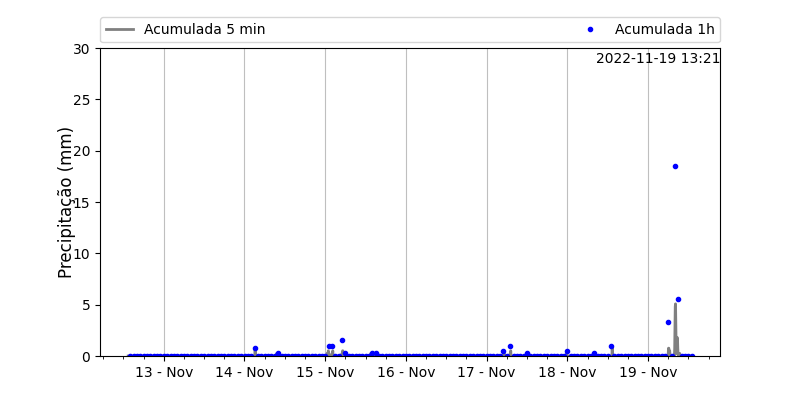 Acumulada 5 min
Acumulada 1h
2022-11-19 13:21
Precipitação (mm)
30
25
20
15
10
5
0
13 - Nov
14 - Nov
15 - Nov
16 - Nov
17 - Nov
18 - Nov
19 - Nov